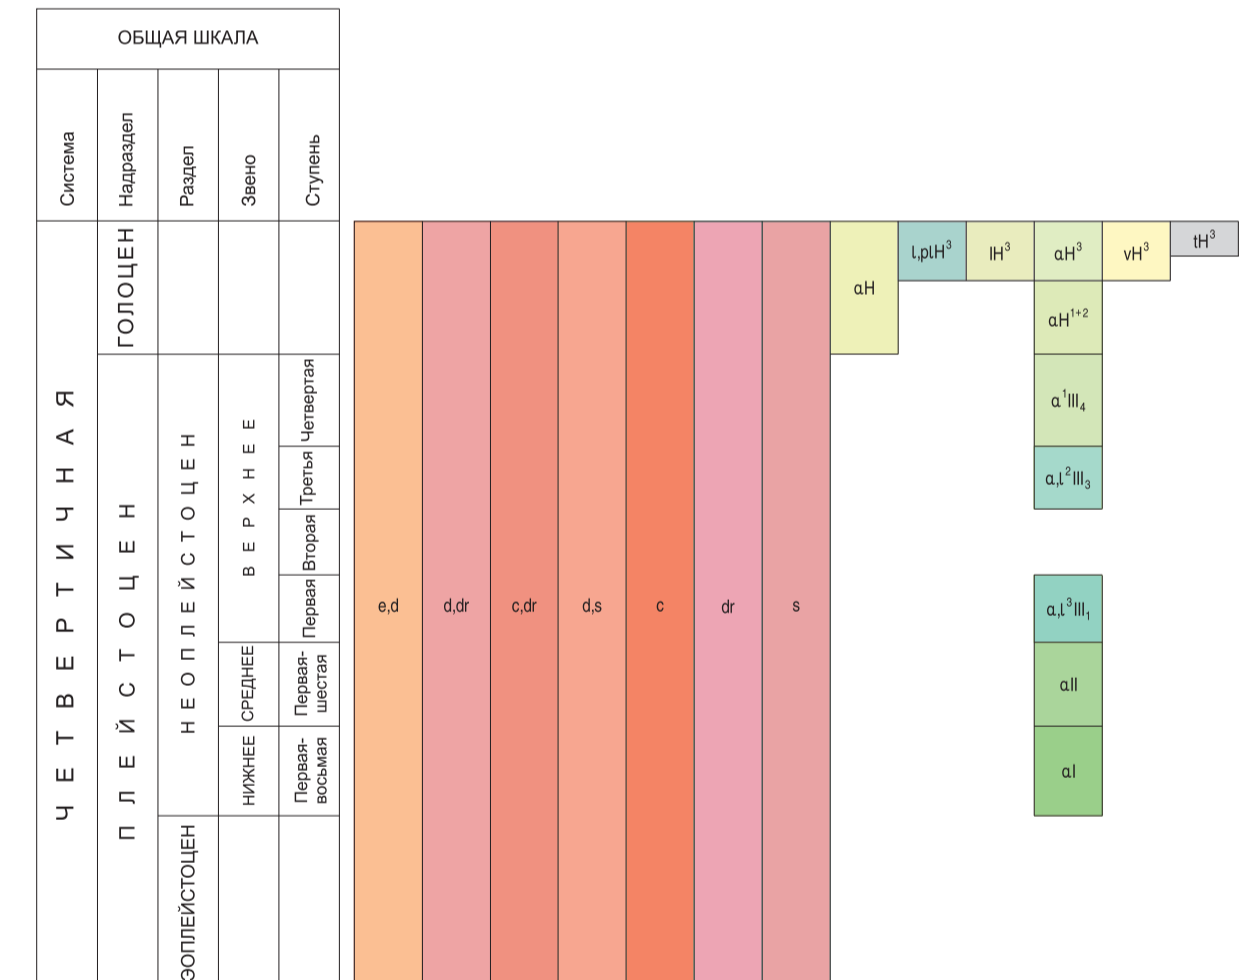 ОБЩАЯ ШКАЛА
Система
Надраздел
Раздел
Звено
Ступень
ЧЕТВЕРТИЧНАЯ
ГОЛОЦЕН
ПЛЕЙСТОЦЕН
НЕОПЛЕЙСТОЦЕН
ЭОПЛЕЙСТОЦЕН
ВЕРХНЕЕ
СРЕДНЕЕ
НИЖНЕЕ
Четвертая
Третья
Вторая
Первая
Первая-
шестая
Первая-
восьмая
e,d
d,dr
c,dr
d,s
c
dr
s
aH
l,plH³
lH³
aH³
vH³
tH³
aH¹⁺²
a¹III₄
a,l²III₃
a,l³III₁
aII
aI